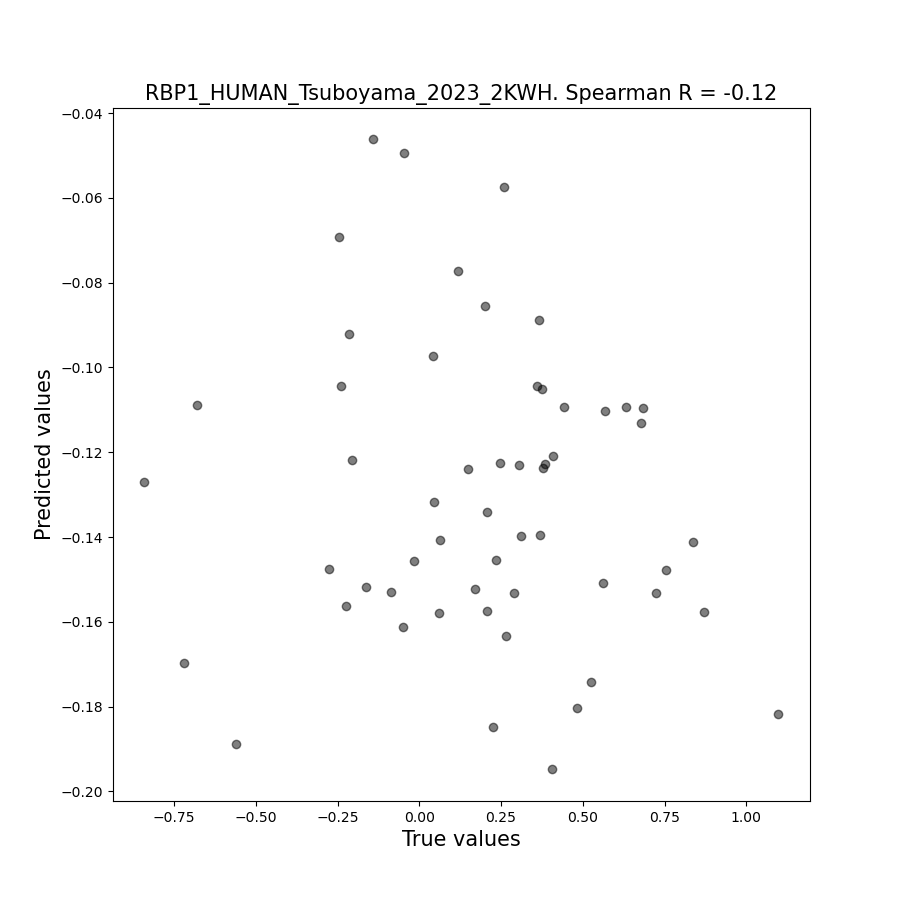 RBP1_HUMAN_Tsuboyama_2023_2KWH. Spearman R = -0.12
−0.04
−0.06
−0.08
−0.10
−0.12
−0.14
−0.16
−0.18
−0.20
Predicted values
−0.75 −0.50 −0.25 0.00 0.25 0.50 0.75 1.00
True values